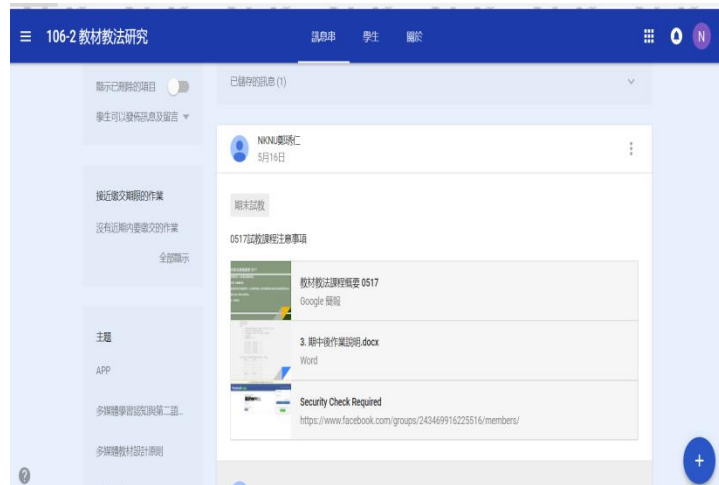 106-2 教材教法研究
訊息串
學生
關於
N
顯示已刪除的項目
學生可以發佈訊息及留言
接近繳交期限的作業
沒有近期內要繳交的作業
全部顯示
主題
APP
多媒體學習認知與第二語...
多媒體教材設計原則
已儲存的訊息 (1)
5月16日
期末試教
0517試教課程注意事項
教材教法課程概要 0517
Google 簡報
3. 期中後作業說明.docx
Word
Security Check Required
https://www.facebook.com/groups/243469916225516/members/